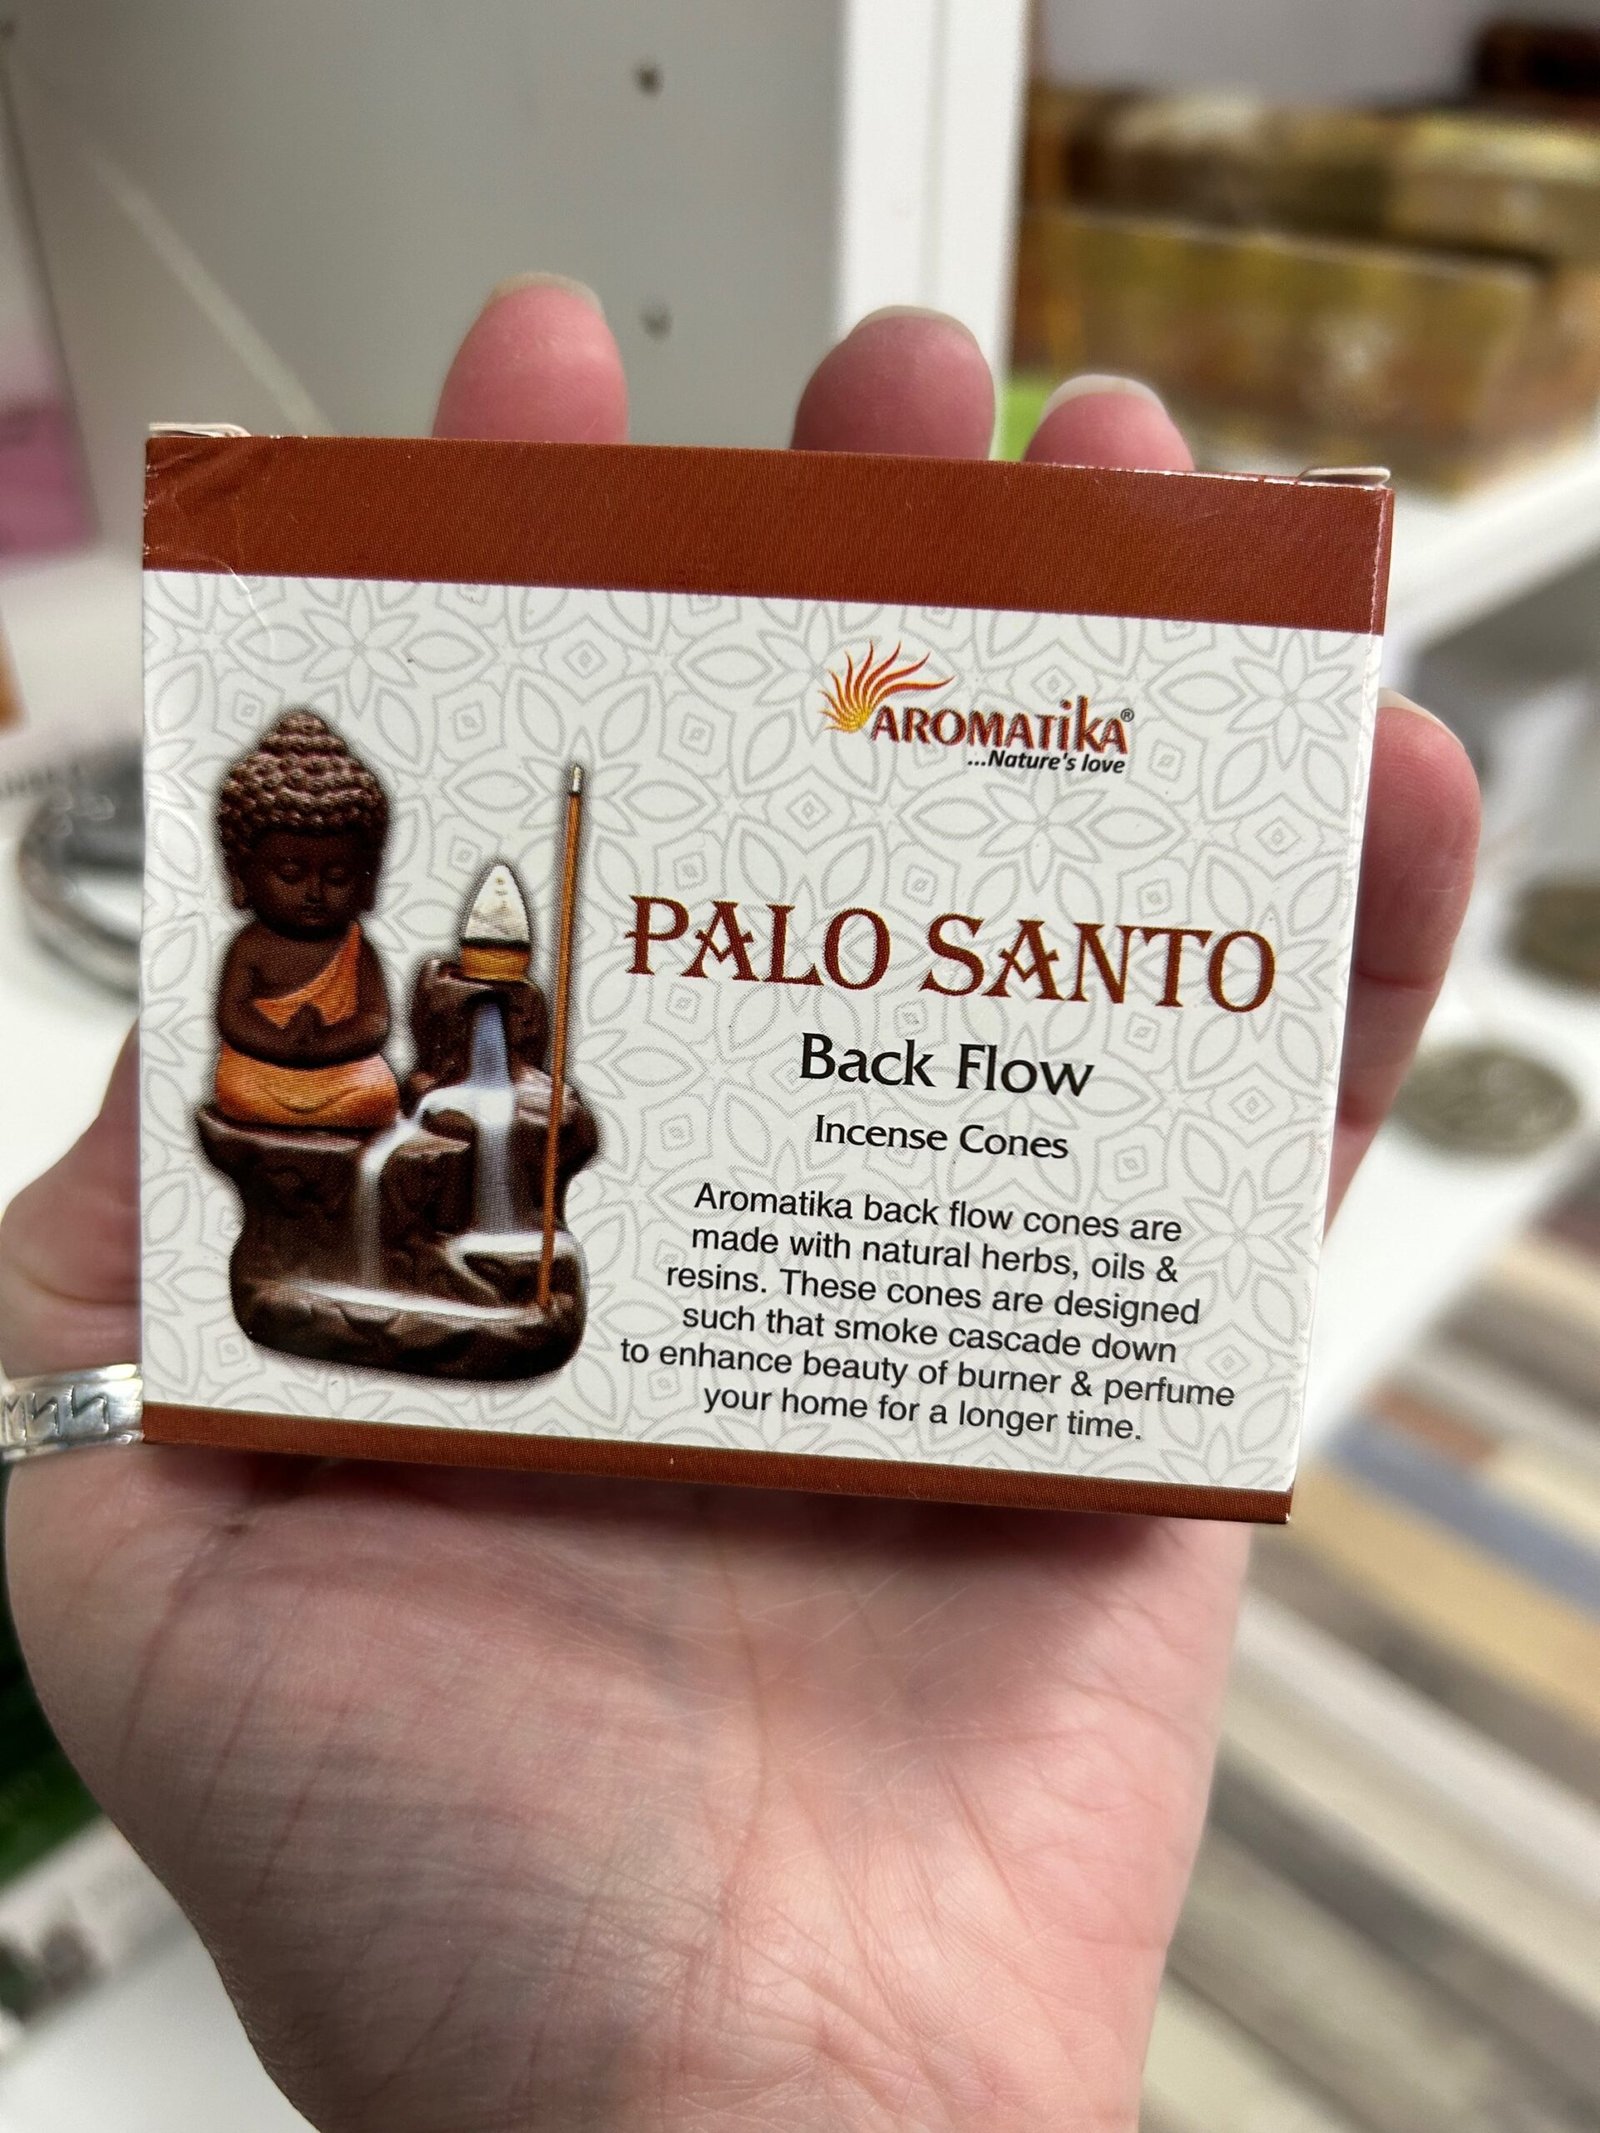 AROMATiKA®
...Nature's love
PALO SANTO
Back Flow
Incense Cones
Aromatika back flow cones are
made with natural herbs, oils &
resins. These cones are designed
such that smoke cascade down
to enhance beauty of burner & perfume
your home for a longer time.